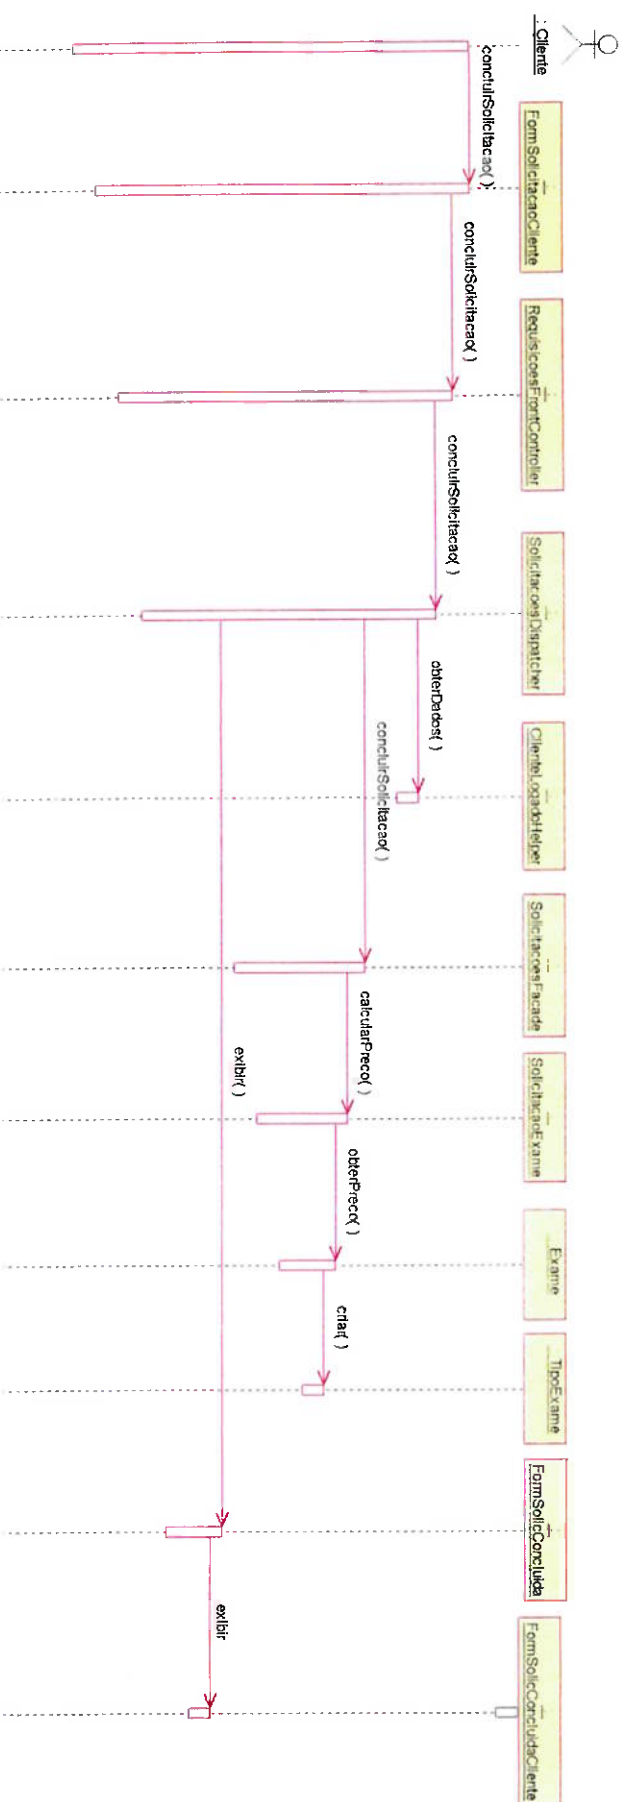 : Cliente
FormSolicitacaoCliente
RequisicoesFrontController
SolicitacoesDispatcher
ClienteLogadoHelper
SolicitacoesFacade
SolicitacaoExame
Exame
TipoExame
FormSolicConcluida
FormSolicConcluidaCliente
concluirSolicitacao( )
concluirSolicitacao( )
concluirSolicitacao( )
obterDados( )
concluirSolicitacao( )
calcularPreco( )
obterPreco( )
criar( )
exibir( )
exibir